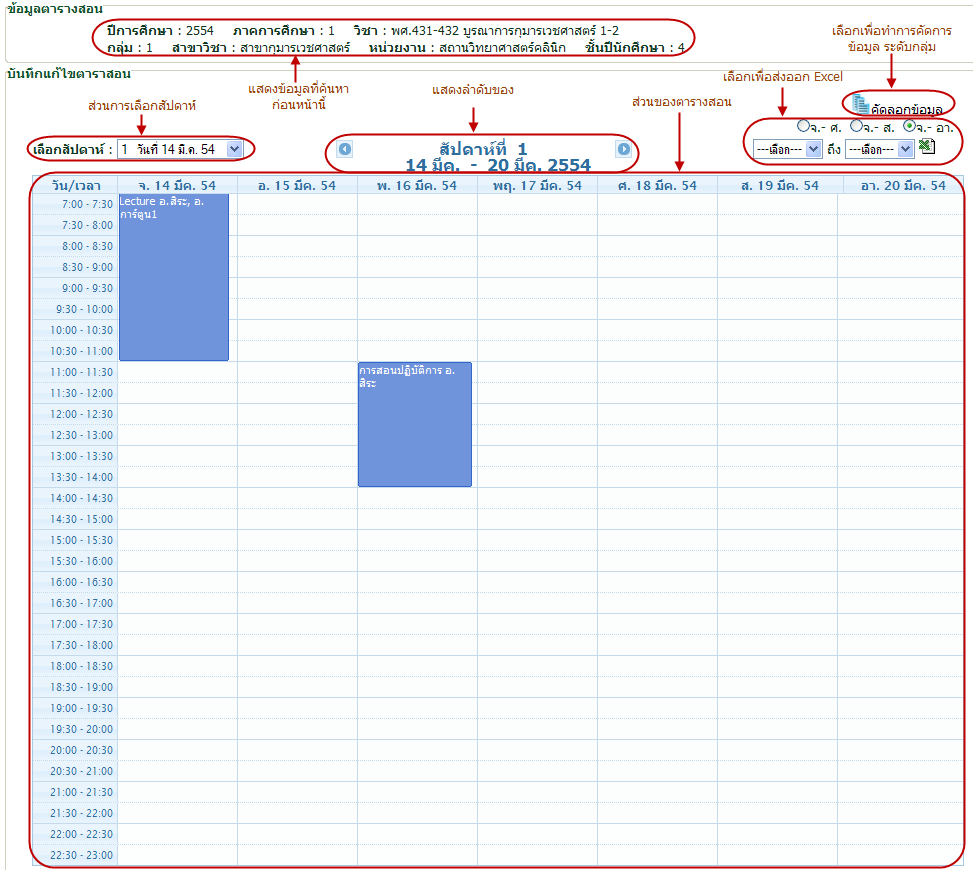 ข้อมูลตารางสอน
ปีการศึกษา : 2554 ภาคการศึกษา : 1 วิชา : พศ.431-432 บูรณาการกุมารเวชศาสตร์ 1-2
กลุ่ม : 1 สาขาวิชา : สาขากุมารเวชศาสตร์ หน่วยงาน : สถานวิทยาศาสตร์คลินิก ชั้นปีนักศึกษา : 4
เลือกเพื่อทำการคัดการ
ข้อมูล ระดับกลุ่ม
บันทึกแก้ไขตาราสอน
แสดงข้อมูลที่ค้นหา
ก่อนหน้านี้
แสดงลำดับของ
เลือกเพื่อส่งออก Excel
ส่วนการเลือกสัปดาห์
ส่วนของตารางสอน
คัดลอกข้อมูล
จ.- ศ. จ.- ส. จ.- อา.
เลือกสัปดาห์ : 1 วันที่ 14 มี.ค. 54
สัปดาห์ที่ 1
14 มีค. - 20 มีค. 2554
---เลือก--- ถึง ---เลือก---
วัน/เวลา จ. 14 มีค. 54 อ. 15 มีค. 54 พ. 16 มีค. 54 พฤ. 17 มีค. 54 ศ. 18 มีค. 54 ส. 19 มีค. 54 อา. 20 มีค. 54
Lecture อ.สิระ, อ.
การ์ตูน1
7:00 - 7:30
7:30 - 8:00
8:00 - 8:30
8:30 - 9:00
9:00 - 9:30
9:30 - 10:00
10:00 - 10:30
10:30 - 11:00
11:00 - 11:30
การสอนปฏิบัติการ อ.
สิระ
11:30 - 12:00
12:00 - 12:30
12:30 - 13:00
13:00 - 13:30
13:30 - 14:00
14:00 - 14:30
14:30 - 15:00
15:00 - 15:30
15:30 - 16:00
16:00 - 16:30
16:30 - 17:00
17:00 - 17:30
17:30 - 18:00
18:00 - 18:30
18:30 - 19:00
19:00 - 19:30
19:30 - 20:00
20:00 - 20:30
20:30 - 21:00
21:00 - 21:30
21:30 - 22:00
22:00 - 22:30
22:30 - 23:00